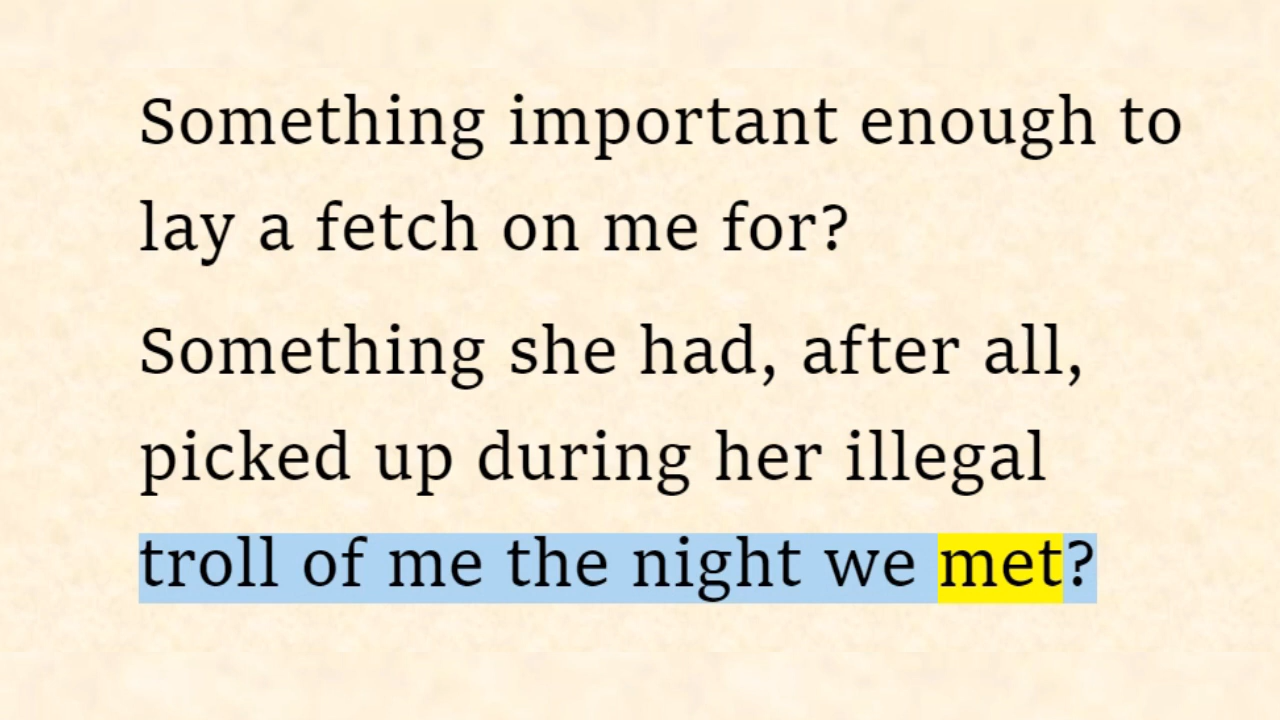 Something important enough to
lay a fetch on me for?
Something she had, after all,
picked up during her illegal
troll of me the night we met?